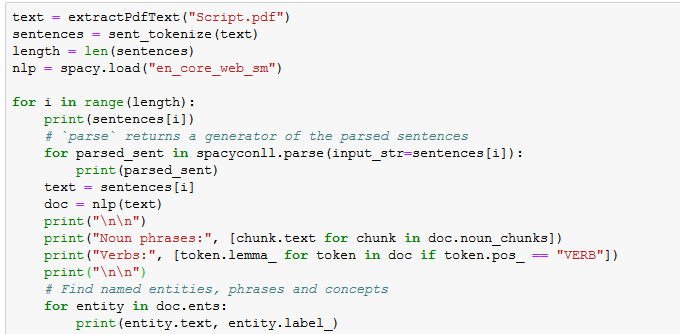 text = extractPdfText("Script.pdf")
sentences = sent_tokenize(text)
length = len(sentences)
nlp = spacy.load("en_core_web_sm")

for i in range(length):
    print(sentences[i])
    # `parse` returns a generator of the parsed sentences
    for parsed_sent in spacyconll.parse(input_str=sentences[i]):
        print(parsed_sent)
    text = sentences[i]
    doc = nlp(text)
    print("\n\n")
    print("Noun phrases:", [chunk.text for chunk in doc.noun_chunks])
    print("Verbs:", [token.lemma_ for token in doc if token.pos_ == "VERB"])
    print("\n\n")
    # Find named entities, phrases and concepts
    for entity in doc.ents:
        print(entity.text, entity.label_)